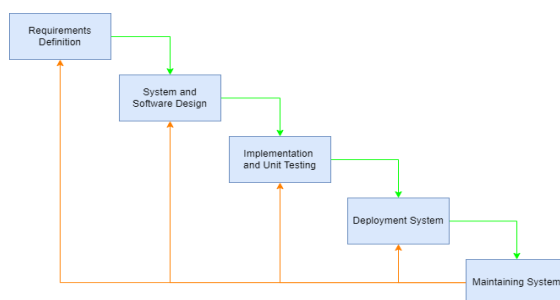 Requirements
Definition
System and
Software Design
Implementation
and Unit Testing
Deployment System
Maintaining System